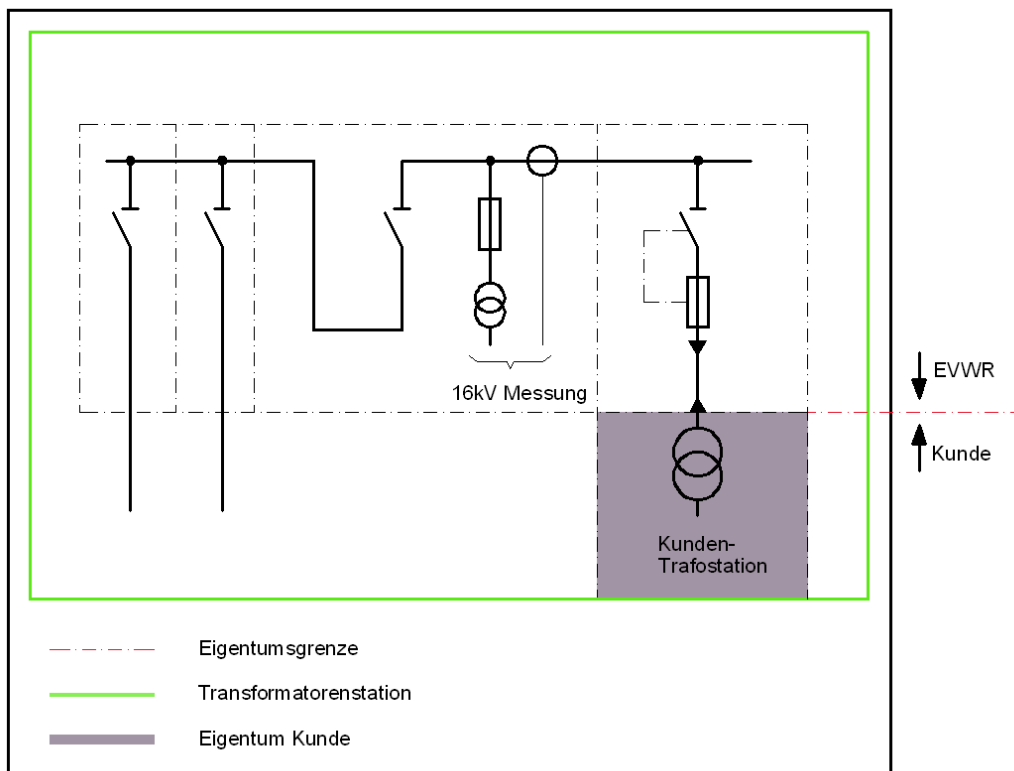 16kV Messung
EVWR
Kunde
Kunden-
Trafostation
Eigentumsgrenze
Transformatorenstation
Eigentum Kunde